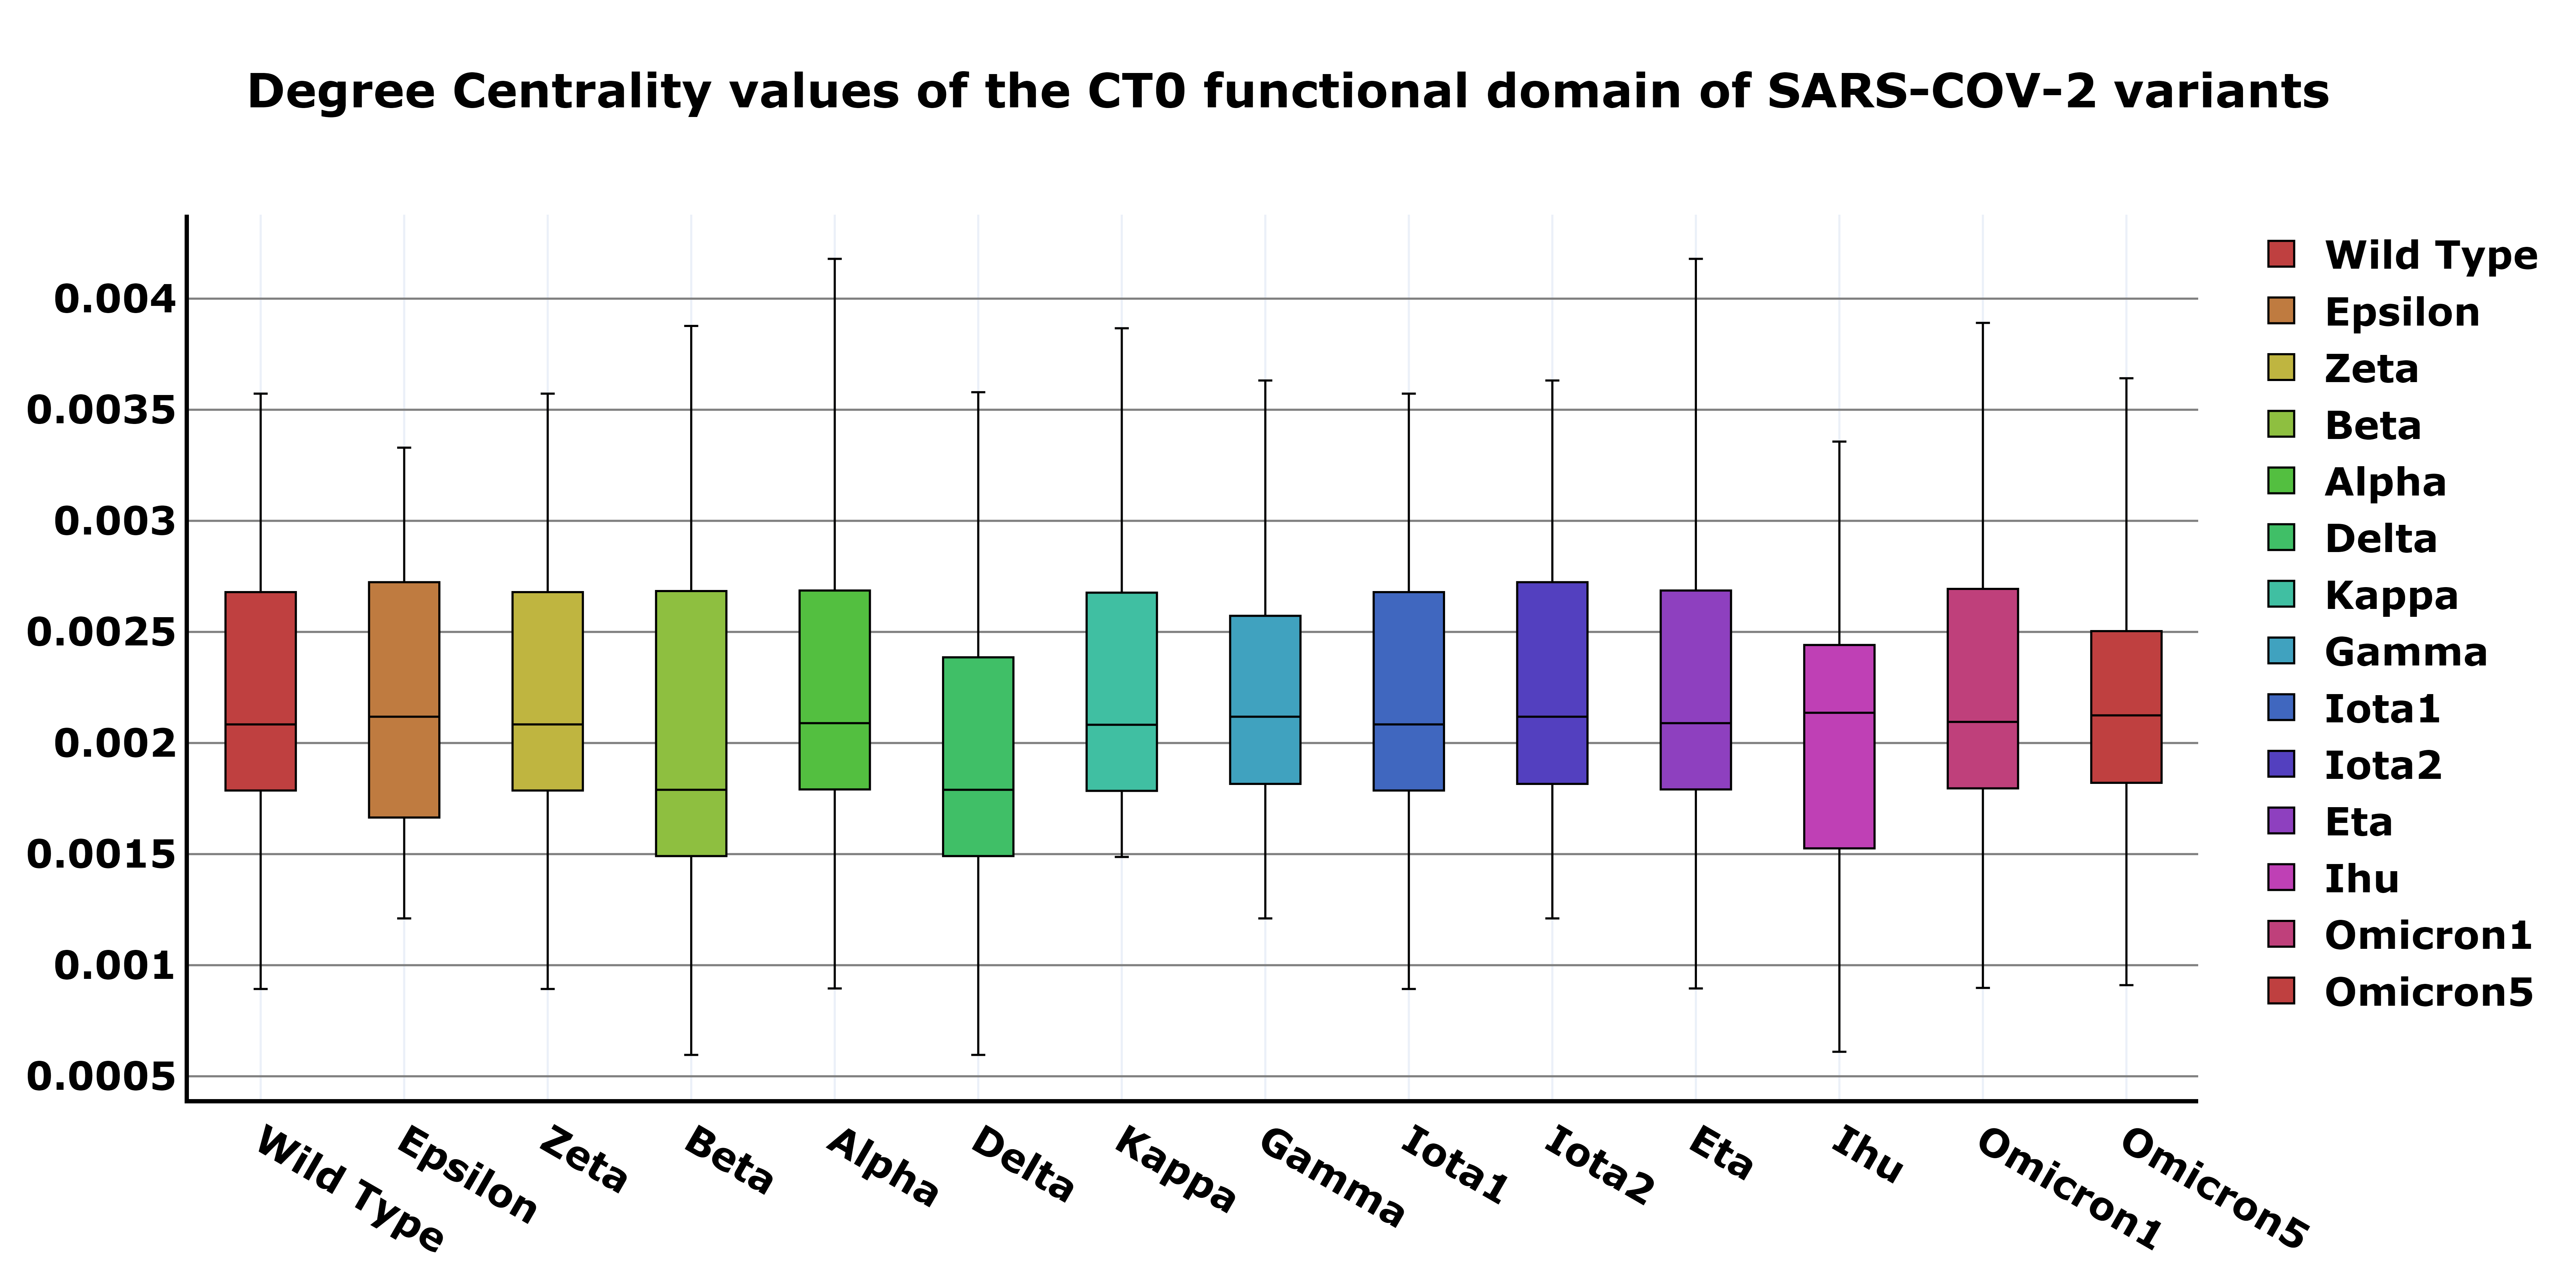 Degree Centrality values of the CT0 functional domain of SARS-COV-2 variants
0.004
0.0035
0.003
0.0025
0.002
0.0015
0.001
0.0005
Wild Type
Epsilon
Zeta
Beta
Alpha
Delta
Kappa
Gamma
Iota1
Iota2
Eta
Ihu
Omicron1
Omicron5
Wild Type
Epsilon
Zeta
Beta
Alpha
Delta
Kappa
Gamma
Iota1
Iota2
Eta
Ihu
Omicron1
Omicron5